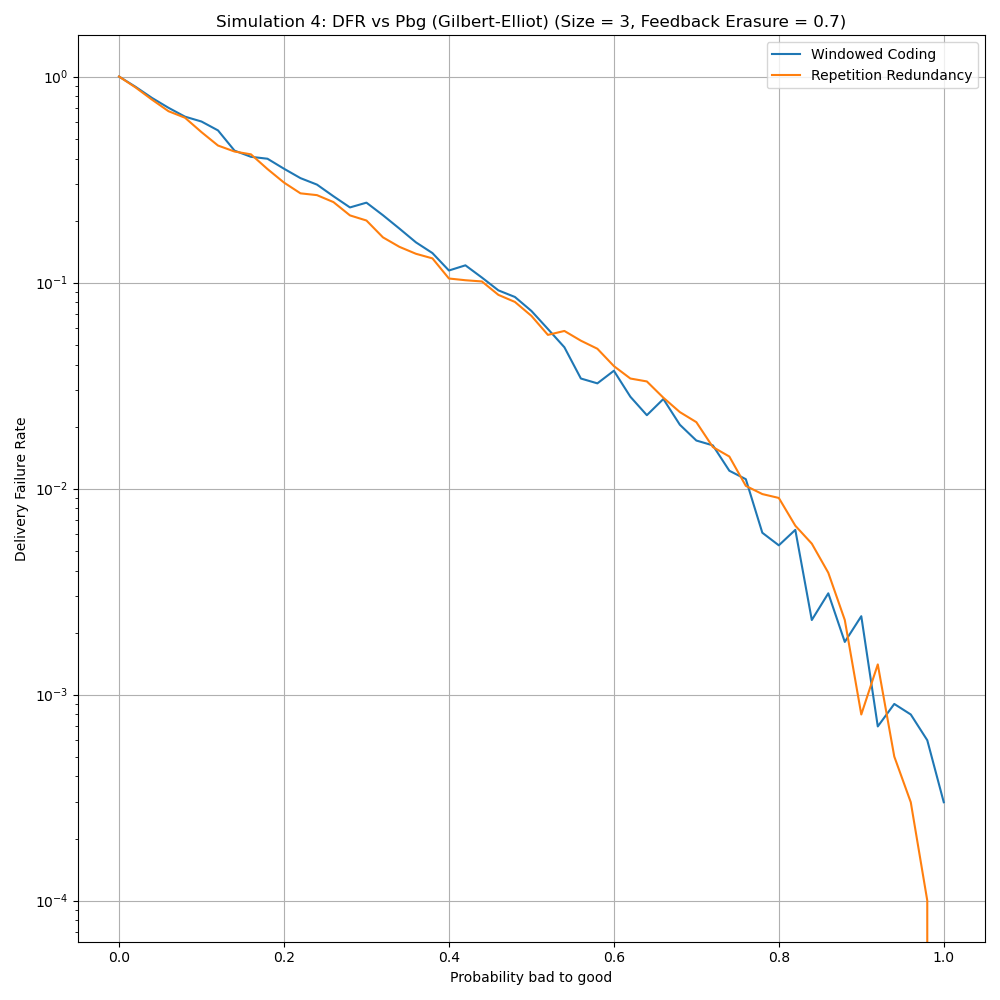 Simulation 4: DFR vs Pbg (Gilbert-Elliot) (Size = 3, Feedback Erasure = 0.7)
Windowed Coding
Repetition Redundancy
Delivery Failure Rate
10⁰
10⁻¹
10⁻²
10⁻³
10⁻⁴
0.0 0.2 0.4 0.6 0.8 1.0
Probability bad to good